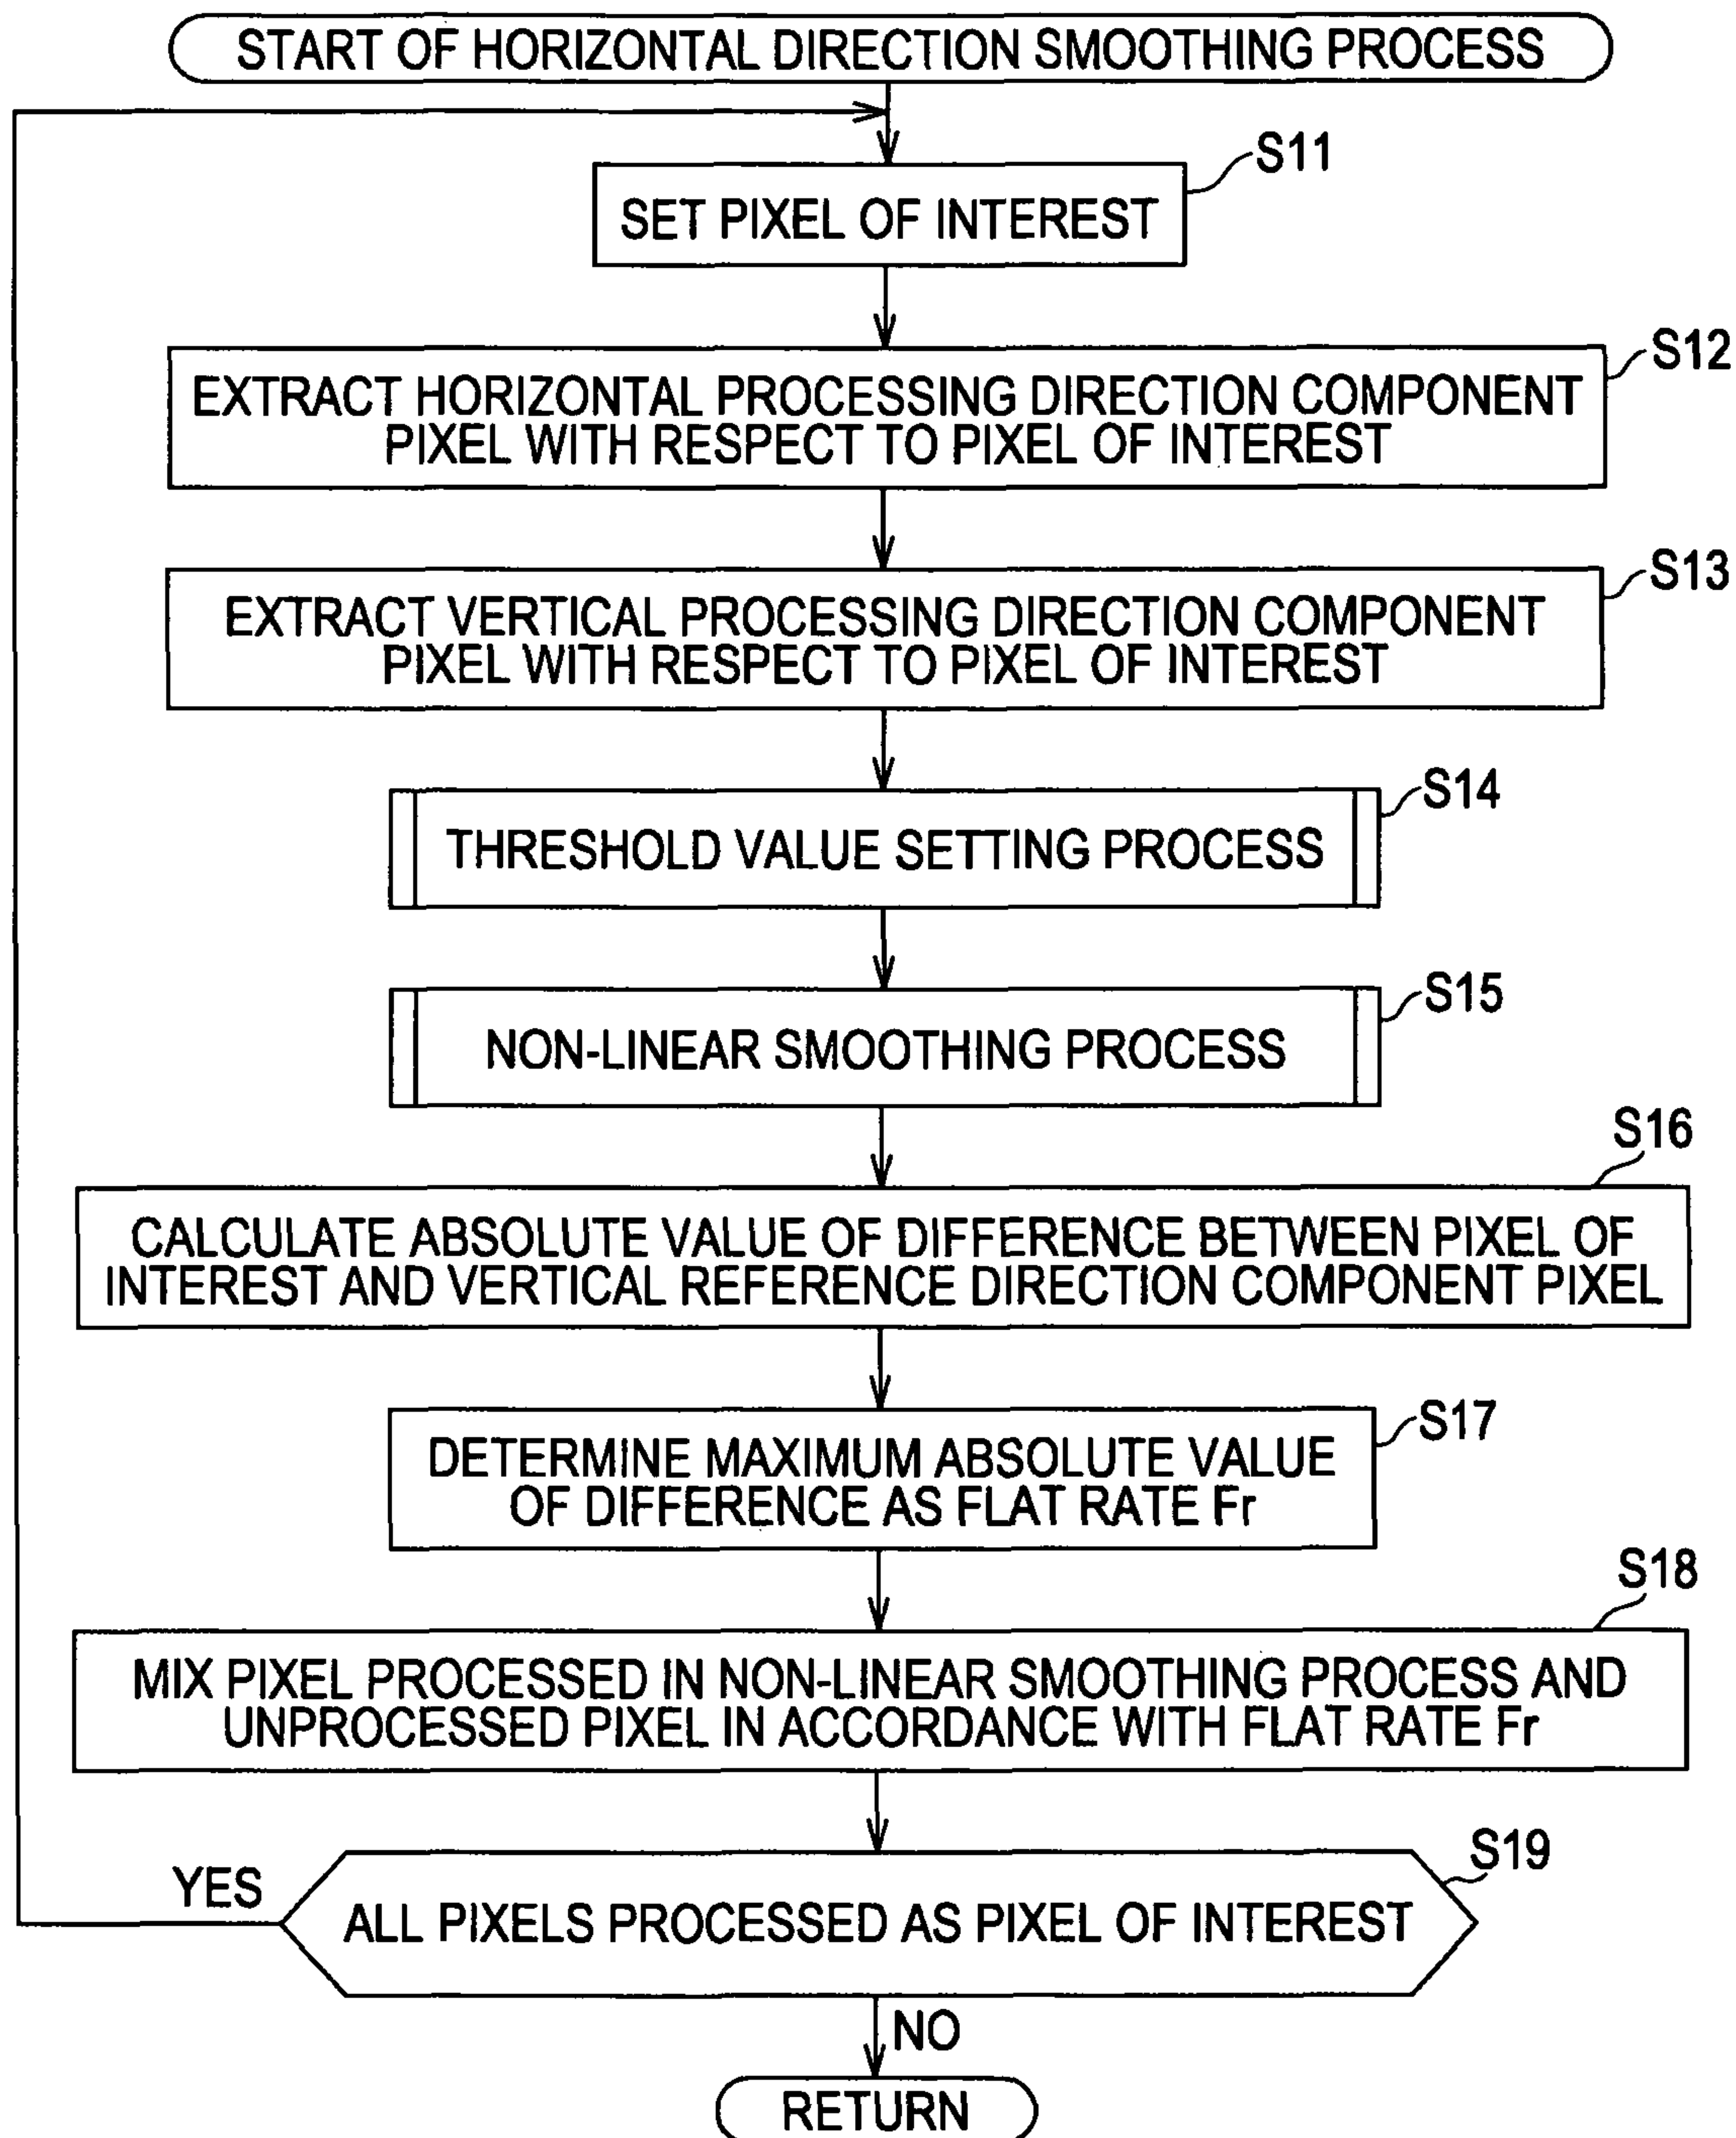 START OF HORIZONTAL DIRECTION SMOOTHING PROCESS
S11
SET PIXEL OF INTEREST
S12
EXTRACT HORIZONTAL PROCESSING DIRECTION COMPONENT
PIXEL WITH RESPECT TO PIXEL OF INTEREST
S13
EXTRACT VERTICAL PROCESSING DIRECTION COMPONENT
PIXEL WITH RESPECT TO PIXEL OF INTEREST
S14
THRESHOLD VALUE SETTING PROCESS
S15
NON-LINEAR SMOOTHING PROCESS
S16
CALCULATE ABSOLUTE VALUE OF DIFFERENCE BETWEEN PIXEL OF
INTEREST AND VERTICAL REFERENCE DIRECTION COMPONENT PIXEL
S17
DETERMINE MAXIMUM ABSOLUTE VALUE
OF DIFFERENCE AS FLAT RATE Fr
S18
MIX PIXEL PROCESSED IN NON-LINEAR SMOOTHING PROCESS AND
UNPROCESSED PIXEL IN ACCORDANCE WITH FLAT RATE Fr
S19
YES
ALL PIXELS PROCESSED AS PIXEL OF INTEREST
NO
RETURN